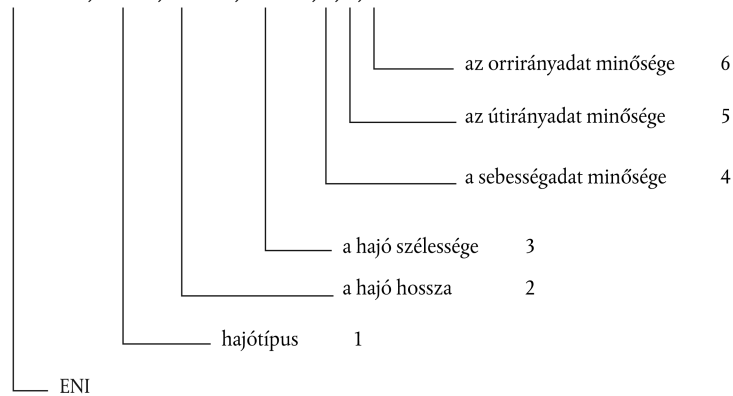 az orrirányadat minősége 6
az útirányadat minősége 5
a sebességadat minősége 4
a hajó szélessége 3
a hajó hossza 2
hajótípus 1
ENI